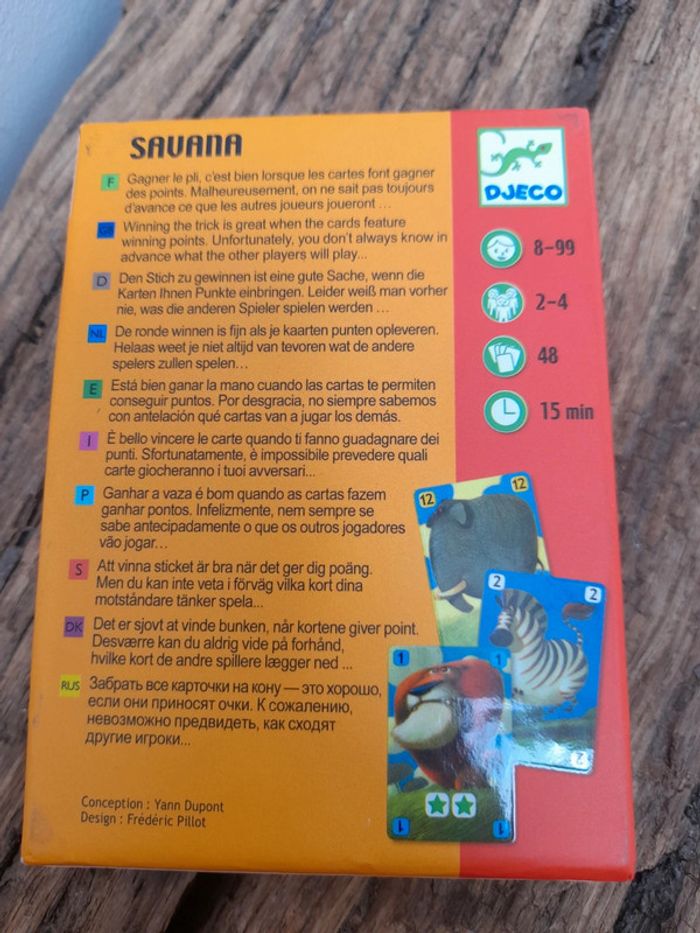 SAVANA
F Gagner le pli, c'est bien lorsque les cartes font gagner
des points. Malheureusement, on ne sait pas toujours
d'avance ce que les autres joueurs joueront ...
GB Winning the trick is great when the cards feature
winning points. Unfortunately, you don't always know in
advance what the other players will play...
D Den Stich zu gewinnen ist eine gute Sache, wenn die
Karten Ihnen Punkte einbringen. Leider weiß man vorher
nie, was die anderen Spieler spielen werden ...
NL De ronde winnen is fijn als je kaarten punten opleveren.
Helaas weet je niet altijd van tevoren wat de andere
spelers zullen spelen...
E Está bien ganar la mano cuando las cartas te permiten
conseguir puntos. Por desgracia, no siempre sabemos
con antelación qué cartas van a jugar los demás.
I È bello vincere le carte quando ti fanno guadagnare dei
punti. Sfortunatamente, è impossibile prevedere quali
carte giocheranno i tuoi avversari...
P Ganhar a vaza é bom quando as cartas fazem
ganhar pontos. Infelizmente, nem sempre se
sabe antecipadamente o que os outros jogadores
vão jogar...
S Att vinna sticket är bra när det ger dig poäng.
Men du kan inte veta i förväg vilka kort dina
motståndare tänker spela...
DK Det er sjovt at vinde bunken, når kortene giver point.
Desværre kan du aldrig vide på forhånd,
hvilke kort de andre spillere lægger ned ...
RUS Забрать все карточки на кону — это хорошо,
если они приносят очки. К сожалению,
невозможно предвидеть, как сходят
другие игроки...
Conception : Yann Dupont
Design : Frédéric Pillot
DJECO
8-99
2-4
48
15 min
12 12
2 2
2
1 1
1 1